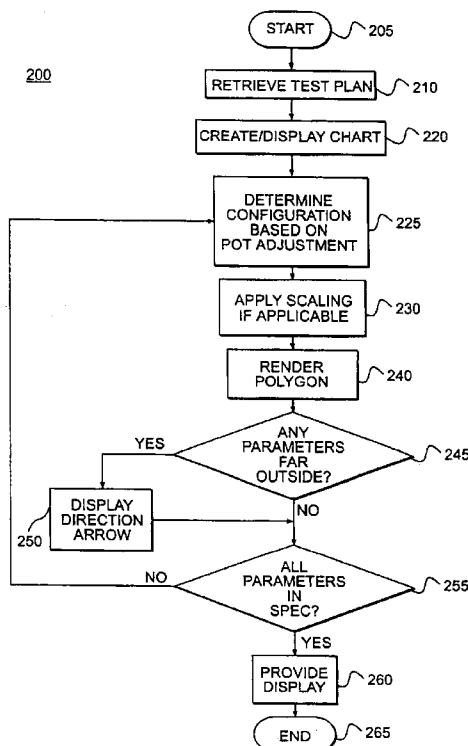 START
205
200
RETRIEVE TEST PLAN
210
CREATE/DISPLAY CHART
220
DETERMINE
CONFIGURATION
BASED ON
POT ADJUSTMENT
225
APPLY SCALING
IF APPLICABLE
230
RENDER
POLYGON
240
YES
ANY
PARAMETERS
FAR
OUTSIDE?
245
NO
DISPLAY
DIRECTION
ARROW
250
NO
ALL
PARAMETERS
IN
SPEC?
255
YES
PROVIDE
DISPLAY
260
END
265